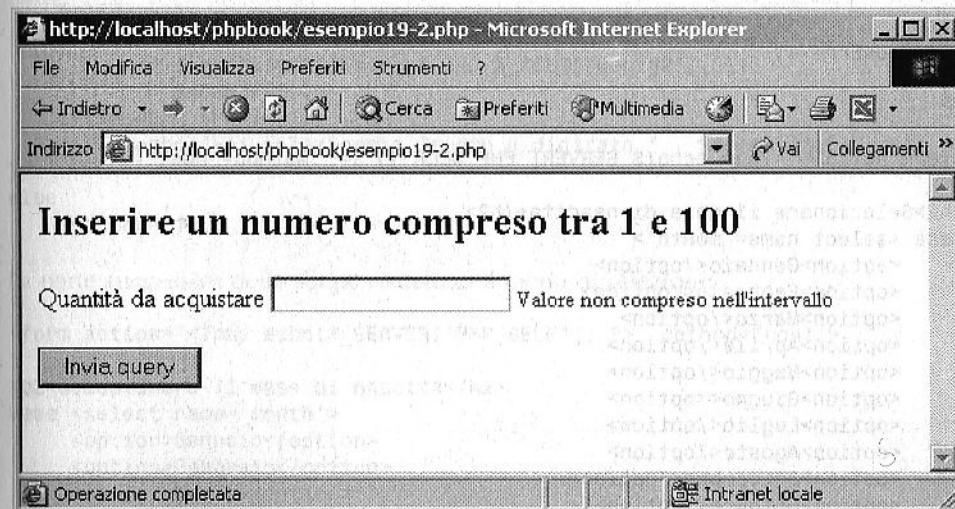 http://localhost/phpbook/esempio19-2.php - Microsoft Internet Explorer
File Modifica Visualizza Preferiti Strumenti ?
Indietro Cerca Preferiti Multimedia
Indirizzo http://localhost/phpbook/esempio19-2.php Vai Collegamenti »
Inserire un numero compreso tra 1 e 100
Quantità da acquistare Valore non compreso nell'intervallo
Invia query
Operazione completata Intranet locale